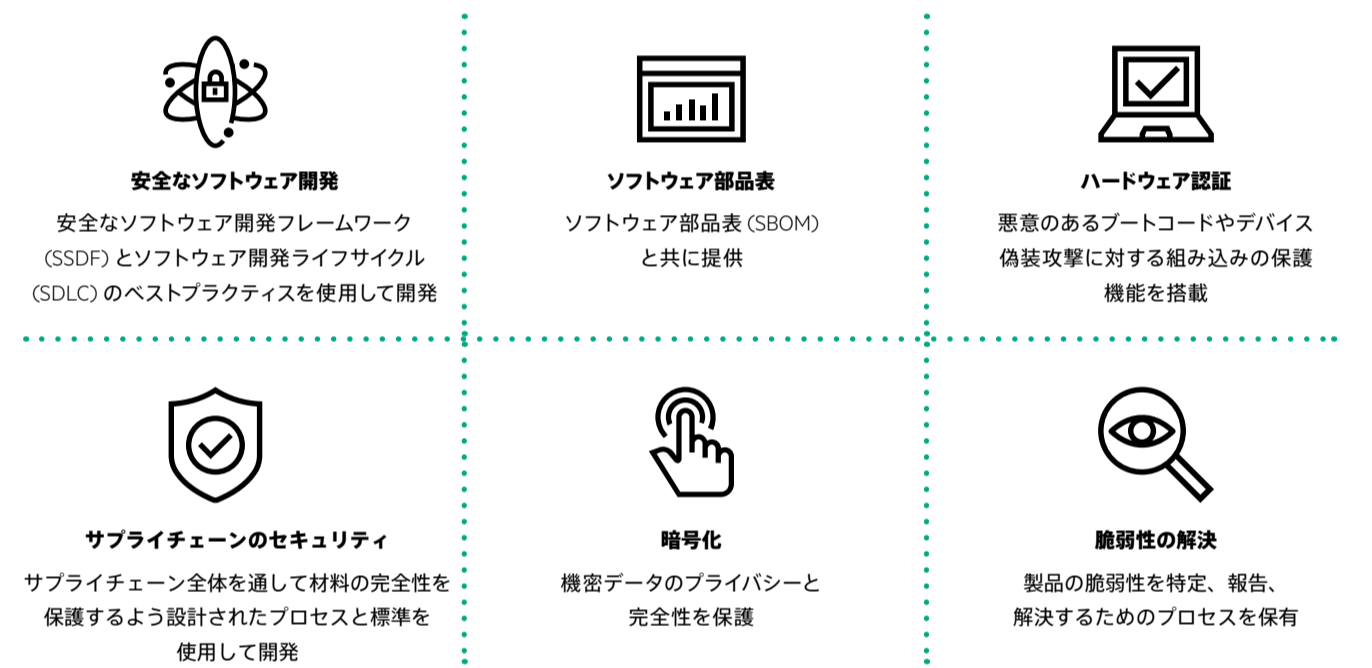 安全なソフトウェア開発
安全なソフトウェア開発フレームワーク
(SSDF) とソフトウェア開発ライフサイクル
(SDLC) のベストプラクティスを使用して開発
ソフトウェア部品表
ソフトウェア部品表 (SBOM)
と共に提供
ハードウェア認証
悪意のあるブートコードやデバイス
偽装攻撃に対する組み込みの保護
機能を搭載
サプライチェーンのセキュリティ
サプライチェーン全体を通して材料の完全性を
保護するよう設計されたプロセスと標準を
使用して開発
暗号化
機密データのプライバシーと
完全性を保護
脆弱性の解決
製品の脆弱性を特定、報告、
解決するためのプロセスを保有